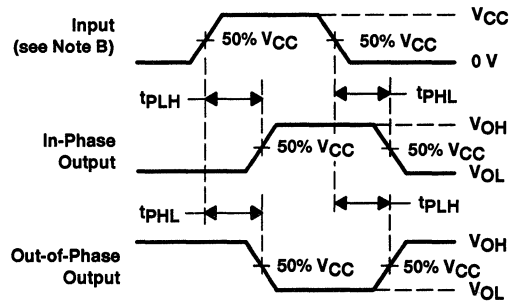 Input
(see Note B)
50% VCC
50% VCC
VCC
0 V
tPLH
tPHL
In-Phase
Output
50% VCC
50% VCC
VOH
VOL
tPHL
tPLH
Out-of-Phase
Output
50% VCC
50% VCC
VOH
VOL